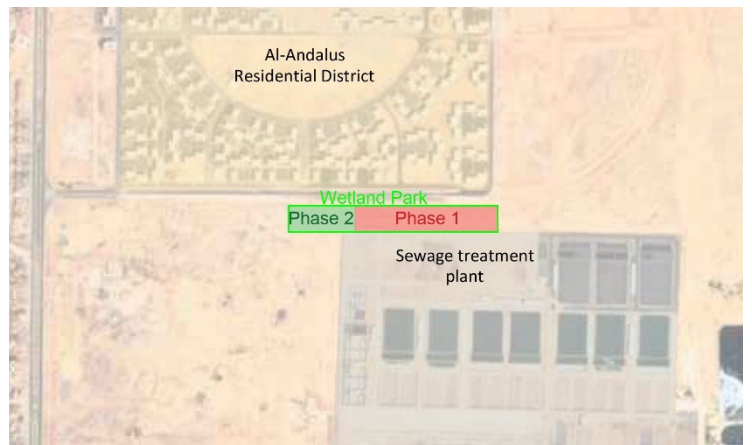 Al-Andalus
Residential District
Wetland Park
Phase 2
Phase 1
Sewage treatment
plant